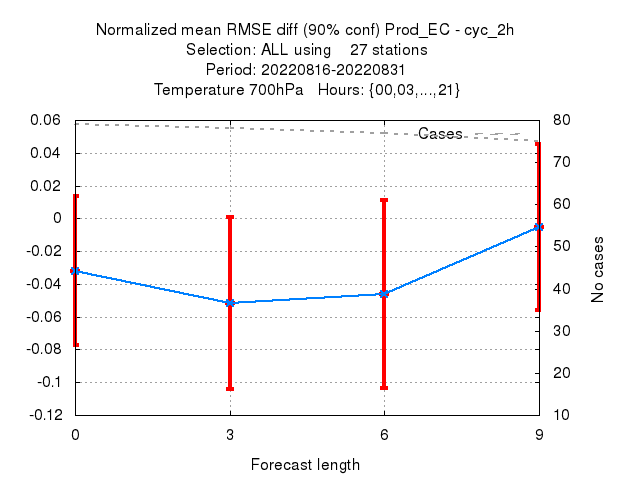 Normalized mean RMSE diff (90% conf) Prod_EC - cyc_2h
Selection: ALL using 27 stations
Period: 20220816-20220831
Temperature 700hPa Hours: {00,03,...,21}
0.06
0.04
0.02
0
-0.02
-0.04
-0.06
-0.08
-0.1
-0.12
Cases
80
70
60
50
40
30
20
10
No cases
0 3 6 9
Forecast length